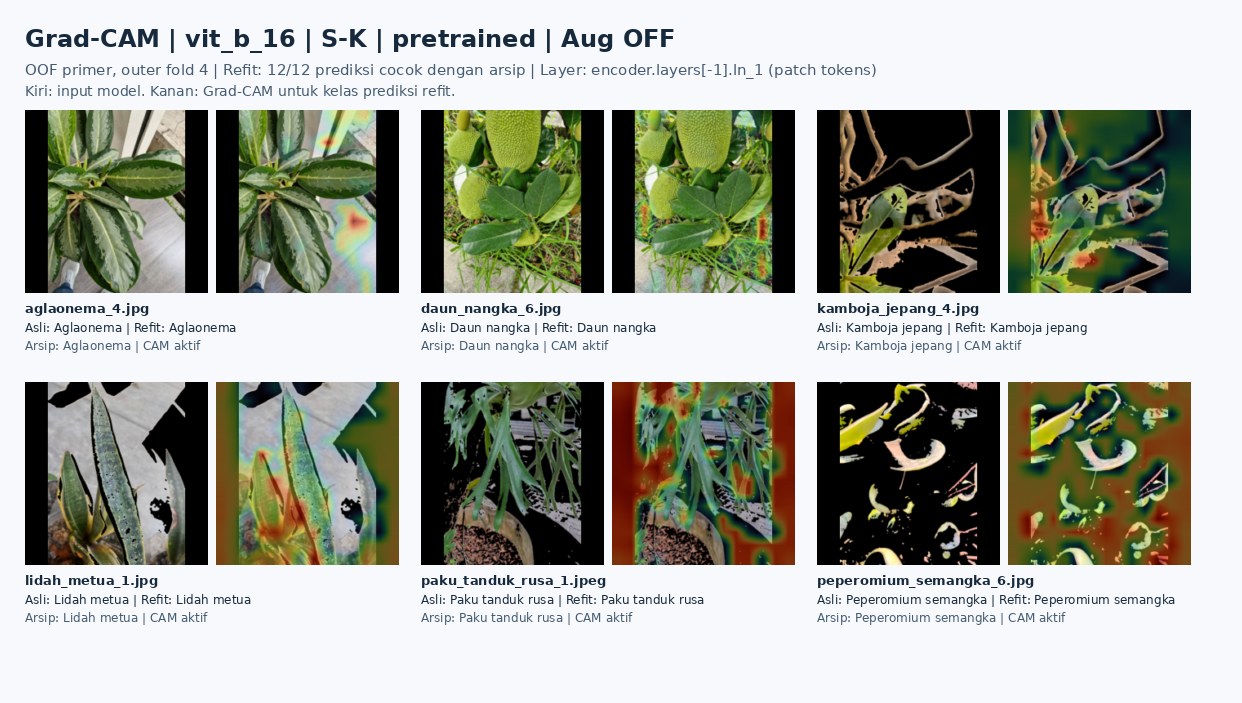 Grad-CAM | vit_b_16 | S-K | pretrained | Aug OFF
OOF primer, outer fold 4 | Refit: 12/12 prediksi cocok dengan arsip | Layer: encoder.layers[-1].ln_1 (patch tokens)
Kiri: input model. Kanan: Grad-CAM untuk kelas prediksi refit.
aglaonema_4.jpg
Asli: Aglaonema | Refit: Aglaonema
Arsip: Aglaonema | CAM aktif
daun_nangka_6.jpg
Asli: Daun nangka | Refit: Daun nangka
Arsip: Daun nangka | CAM aktif
kamboja_jepang_4.jpg
Asli: Kamboja jepang | Refit: Kamboja jepang
Arsip: Kamboja jepang | CAM aktif
lidah_metua_1.jpg
Asli: Lidah metua | Refit: Lidah metua
Arsip: Lidah metua | CAM aktif
paku_tanduk_rusa_1.jpeg
Asli: Paku tanduk rusa | Refit: Paku tanduk rusa
Arsip: Paku tanduk rusa | CAM aktif
peperomium_semangka_6.jpg
Asli: Peperomium semangka | Refit: Peperomium semangka
Arsip: Peperomium semangka | CAM aktif